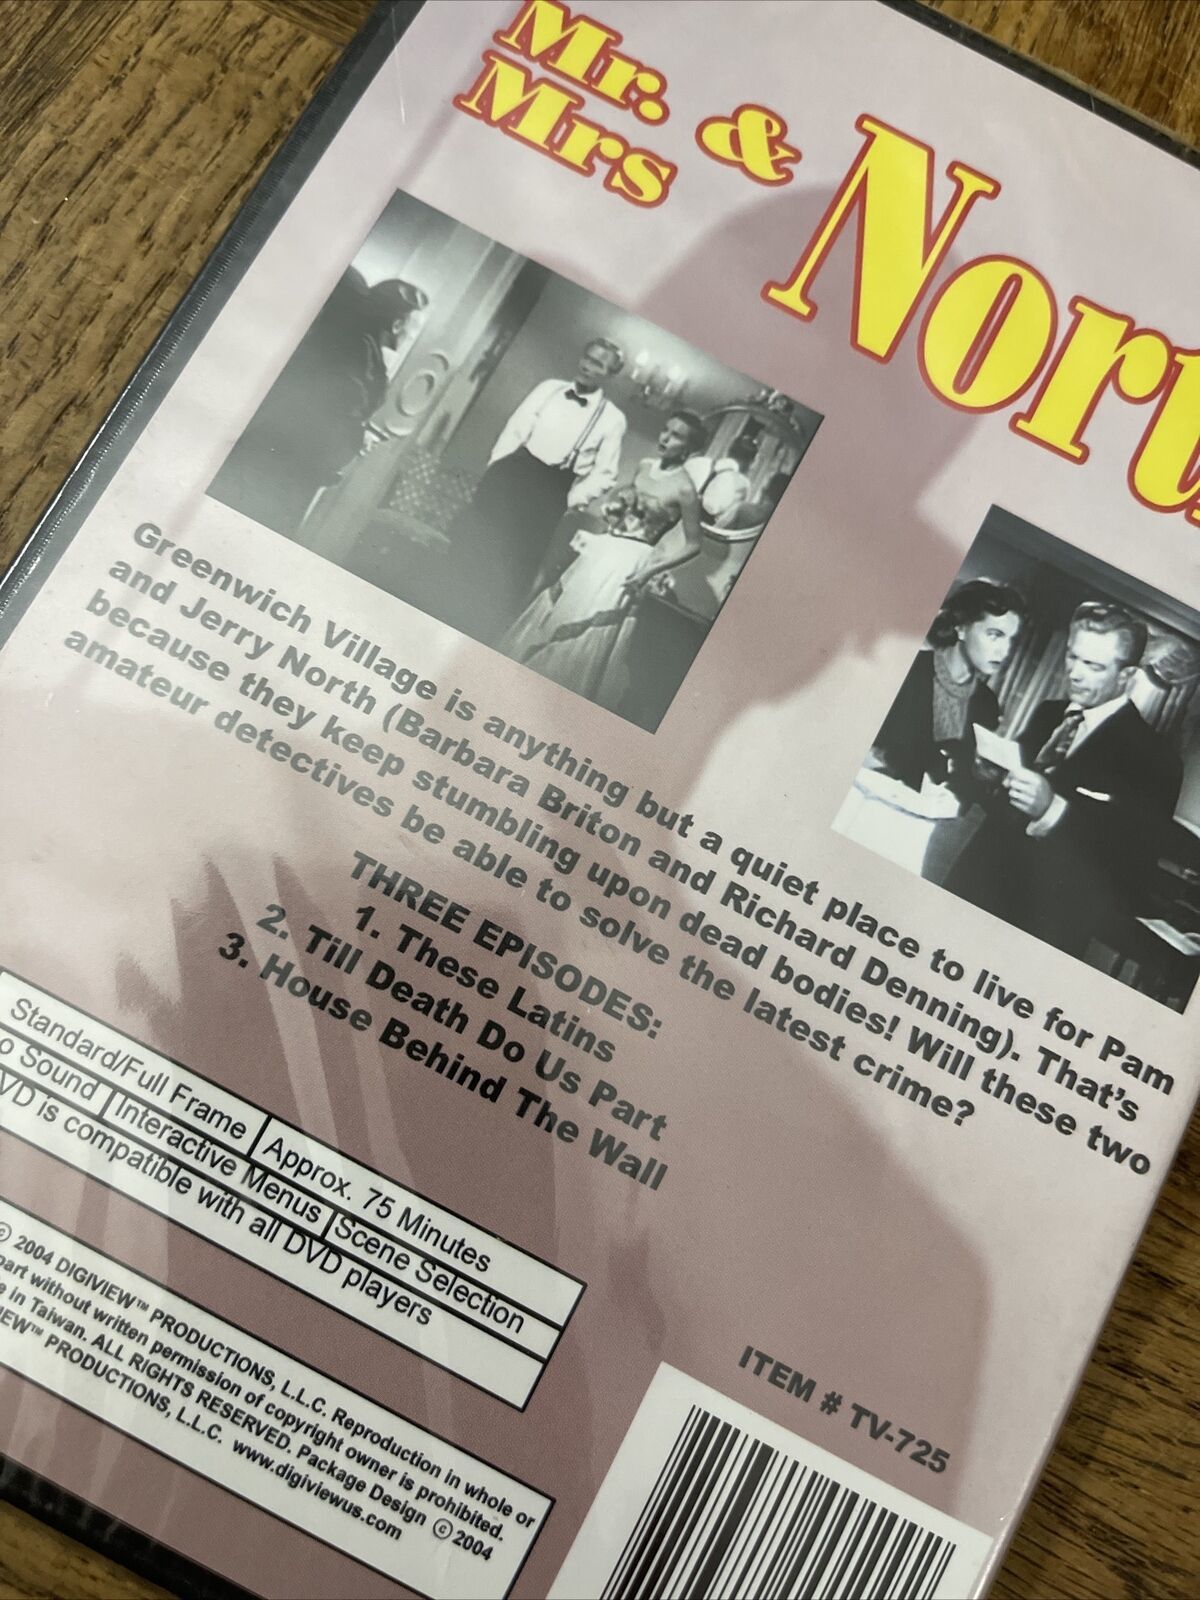 Mr. &
Mrs
Greenwich Village is anything but a quiet place to live for Pam
and Jerry North (Barbara Briton and Richard Denning). That's
because they keep stumbling upon dead bodies! Will these two
amateur detectives be able to solve the latest crime?
THREE EPISODES:
1. These Latins
2. Till Death Do Us Part
3. House Behind The Wall
Standard/Full Frame | Approx. 75 Minutes
Sound | Interactive Menus | Scene Selection
is compatible with all DVD players
© 2004 DIGIVIEW™ PRODUCTIONS, L.L.C. Reproduction in whole or
part without written permission of copyright owner is prohibited.
in Taiwan. ALL RIGHTS RESERVED. Package Design © 2004
PRODUCTIONS, L.L.C. www.digiviewus.com
ITEM # TV-725